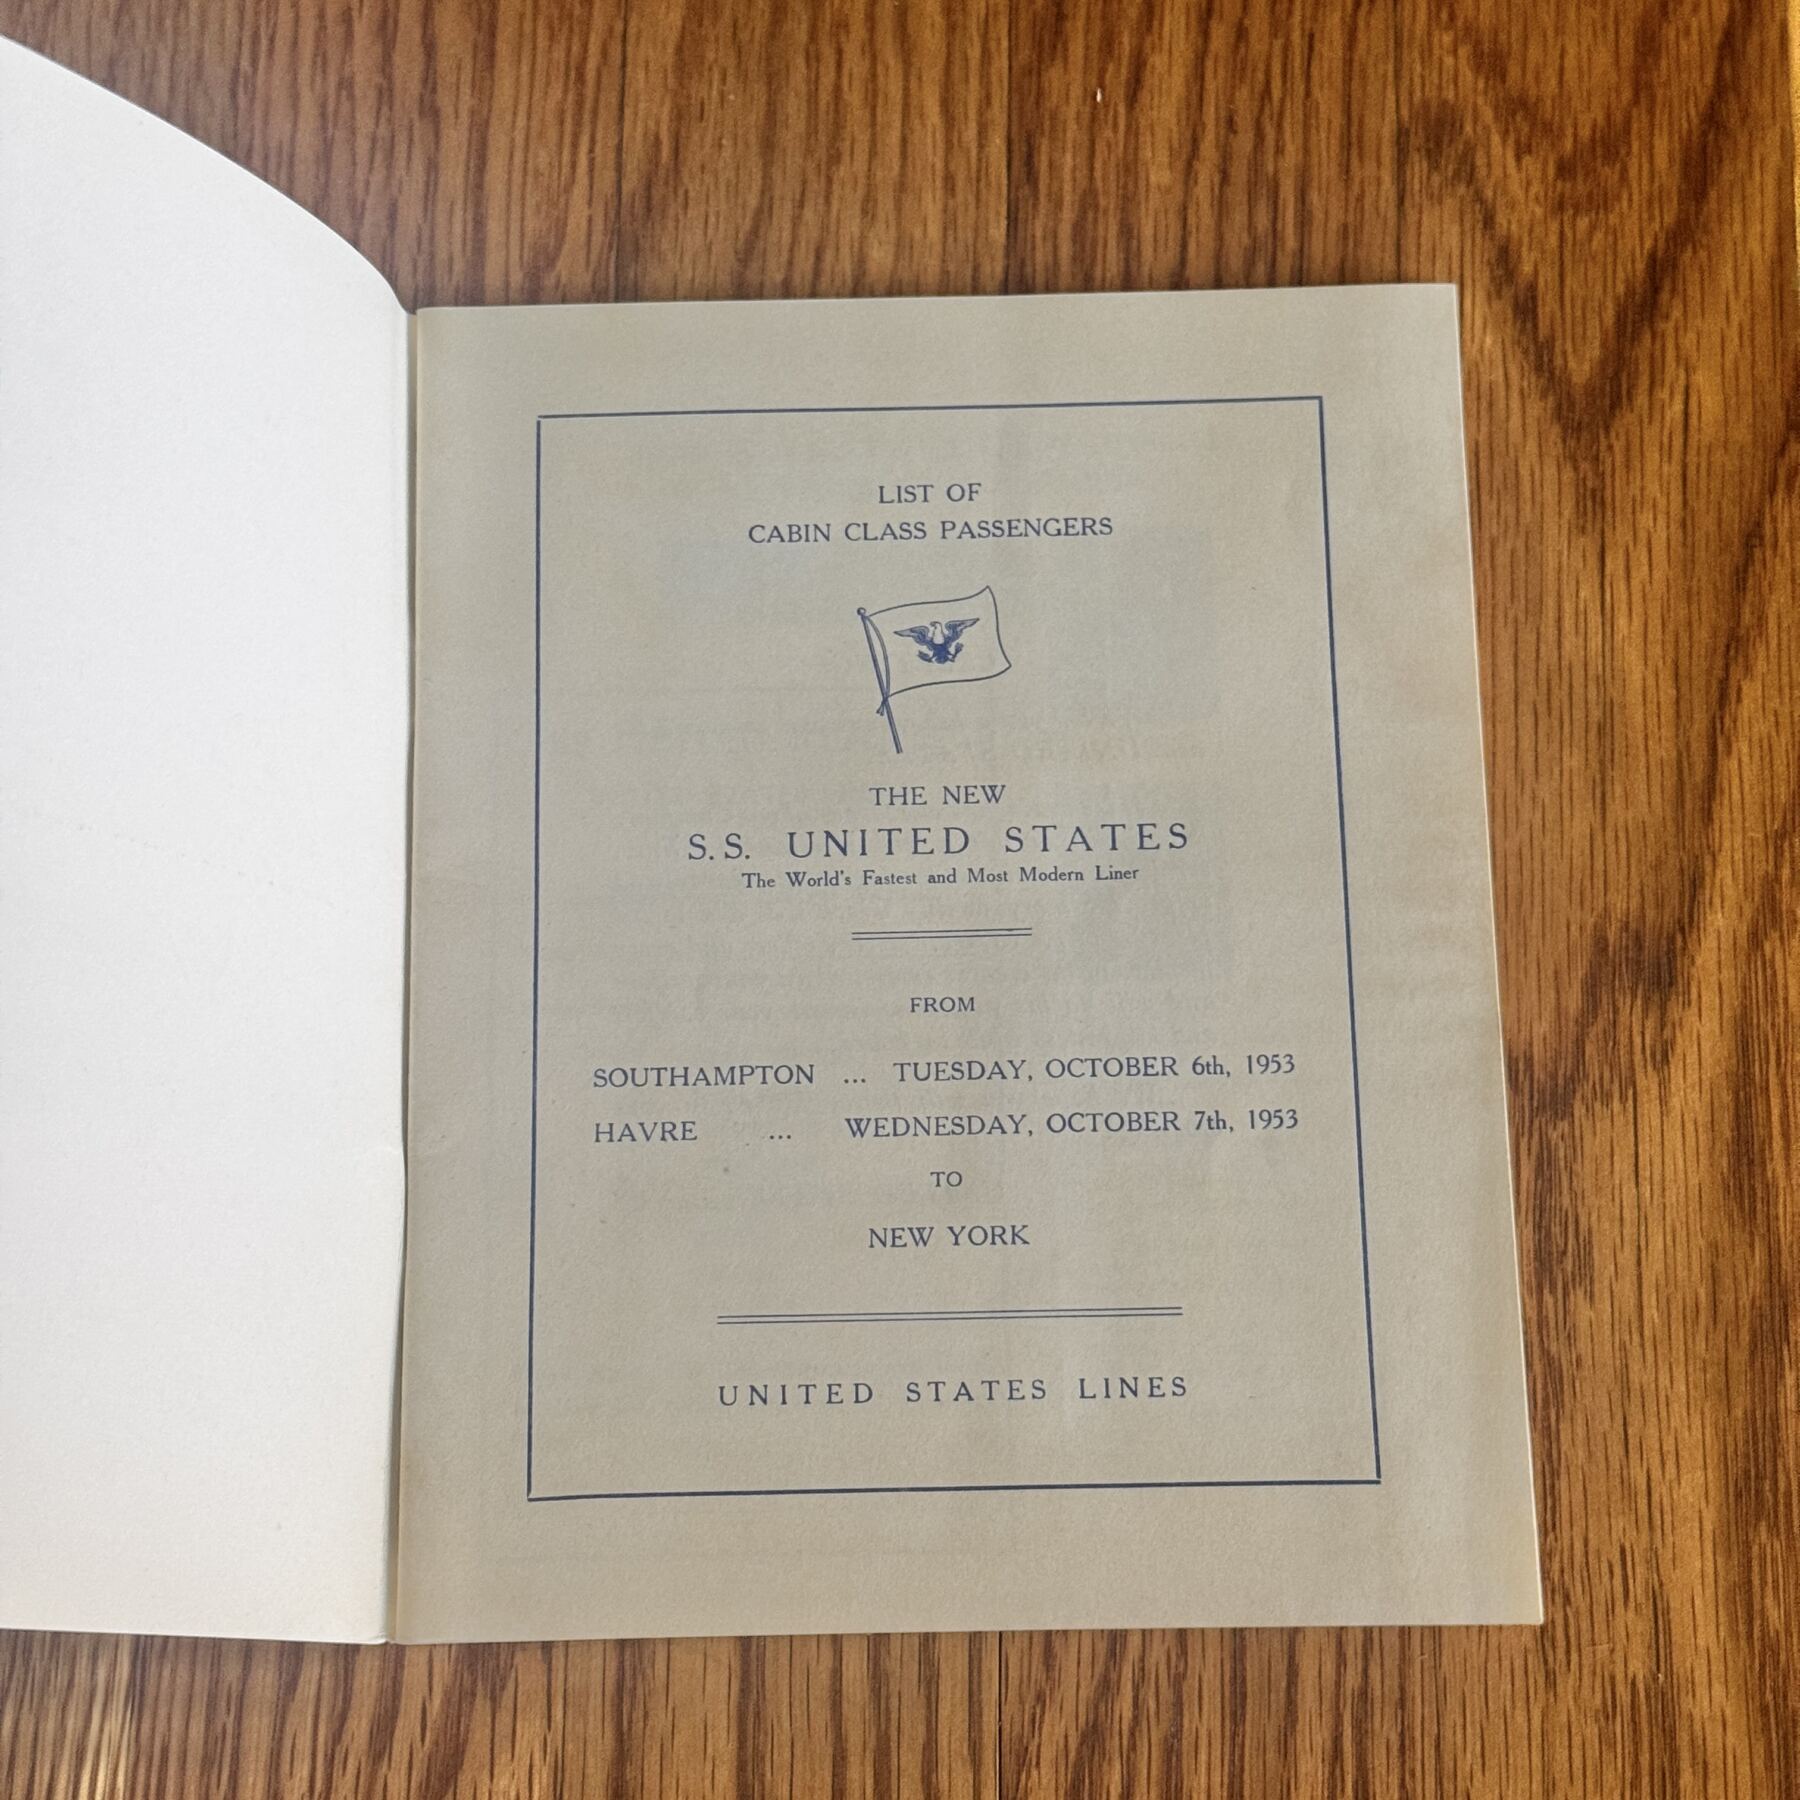 LIST OF
CABIN CLASS PASSENGERS
THE NEW
S.S. UNITED STATES
The World's Fastest and Most Modern Liner
FROM
SOUTHAMPTON ... TUESDAY, OCTOBER 6th, 1953
HAVRE ... WEDNESDAY, OCTOBER 7th, 1953
TO
NEW YORK
UNITED STATES LINES